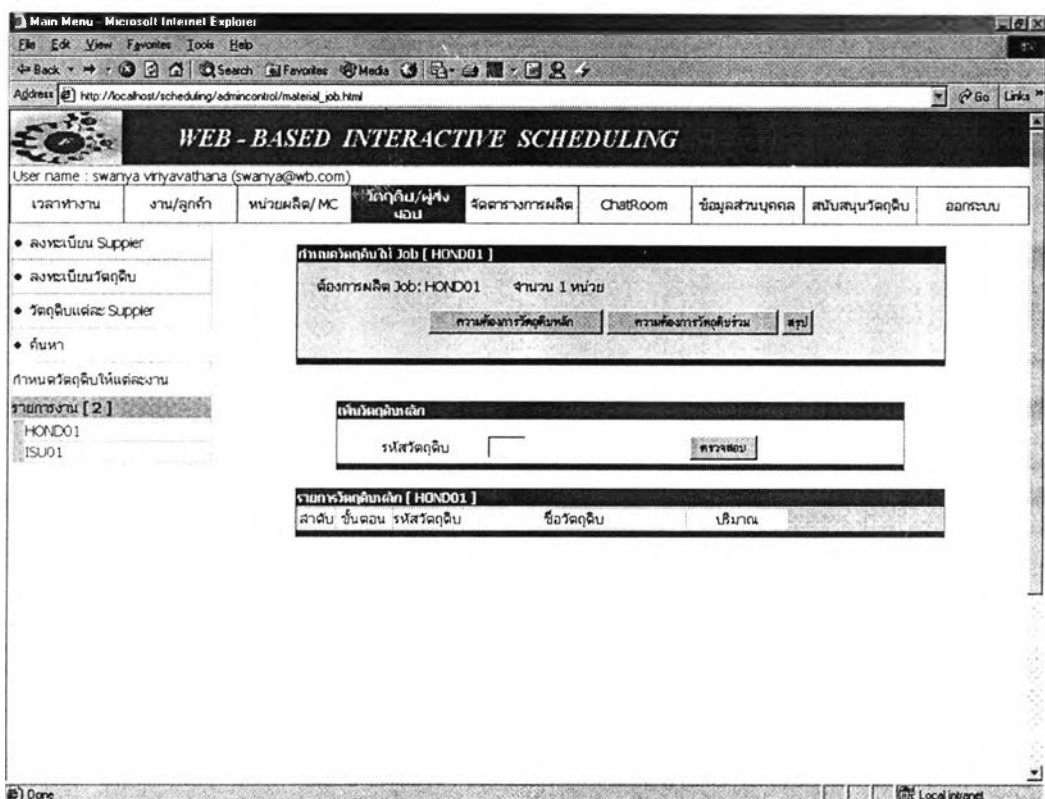 Main Menu - Microsoft Internet Explorer
File Edit View Favorites Tools Help
Back Search Favorites Media
Address http://localhost/scheduling/admincontrol/material_job.html Go Links
WEB - BASED INTERACTIVE SCHEDULING
User name : swanya viriyavathana (swanya@wb.com)
เวลาทำงาน งาน/ลูกค้า หน่วยผลิต/ MC วัตถุดิบ/ผู้ส่งมอบ จัดตารางการผลิต ChatRoom ข้อมูลส่วนบุคคล สนับสนุนวัตถุดิบ ออกระบบ
ลงทะเบียน Suppier
ลงทะเบียนวัตถุดิบ
วัตถุดิบแต่ละ Suppier
ค้นหา
กำหนดวัตถุดิบให้แต่ละงาน
รายการงาน [ 2 ]
HOND01
ISU01
กำหนดวัตถุดิบให้ Job [ HOND01 ]
ต้องการผลิต Job: HOND01 จำนวน 1 หน่วย
ความต้องการวัตถุดิบหลัก ความต้องการวัตถุดิบร่วม สรุป
เพิ่มวัตถุดิบหลัก
รหัสวัตถุดิบ ตรวจสอบ
รายการวัตถุดิบหลัก [ HOND01 ]
ลำดับ ขั้นตอน รหัสวัตถุดิบ ชื่อวัตถุดิบ ปริมาณ
Done Local intranet